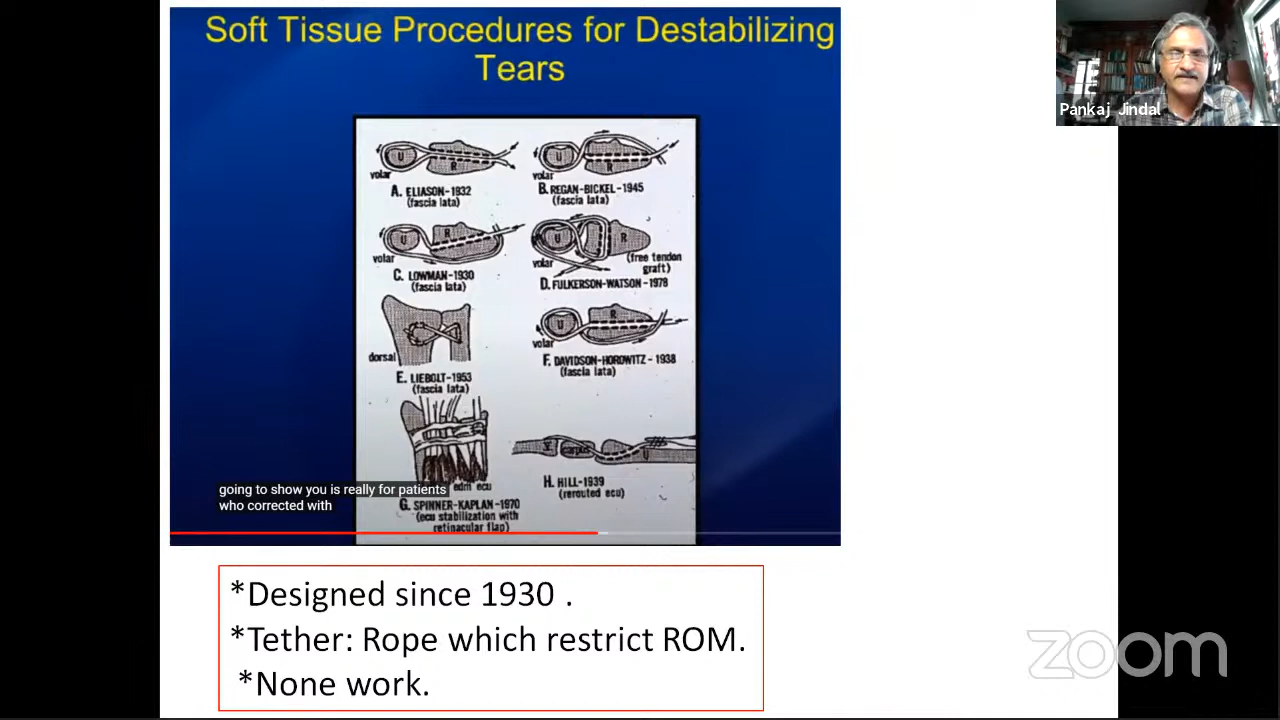 Soft Tissue Procedures for Destabilizing
Tears
Pankaj Jindal
U
R
volar
A. ELIASON-1932
(fascia lata)
U
R
volar
B. REGAN-BICKEL-1945
(fascia lata)
U
R
volar
C. LOWMAN-1930
(fascia lata)
U
R
volar
(free tendon
graft)
D. FULKERSON-WATSON-1978
dorsal
E. LIEBOLT-1953
(fascia lata)
U
R
volar
F. DAVIDSON-HOROWITZ-1938
(fascia lata)
edm ecu
G. SPINNER-KAPLAN-1970
(ecu stabilization with
retinacular flap)
V
carpus
U
H. HILL-1939
(rerouted ecu)
going to show you is really for patients
who corrected with
*Designed since 1930 .
*Tether: Rope which restrict ROM.
*None work.
zoom